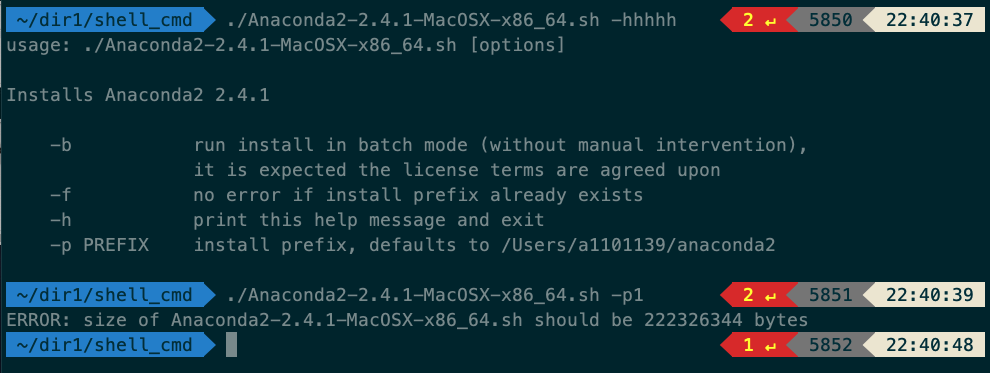 ~/dir1/shell_cmd ./Anaconda2-2.4.1-MacOSX-x86_64.sh -hhhhh 2 ↵ 5850 22:40:37
usage: ./Anaconda2-2.4.1-MacOSX-x86_64.sh [options]
Installs Anaconda2 2.4.1
-b run install in batch mode (without manual intervention),
it is expected the license terms are agreed upon
-f no error if install prefix already exists
-h print this help message and exit
-p PREFIX install prefix, defaults to /Users/a1101139/anaconda2
~/dir1/shell_cmd ./Anaconda2-2.4.1-MacOSX-x86_64.sh -p1 2 ↵ 5851 22:40:39
ERROR: size of Anaconda2-2.4.1-MacOSX-x86_64.sh should be 222326344 bytes
~/dir1/shell_cmd 1 ↵ 5852 22:40:48